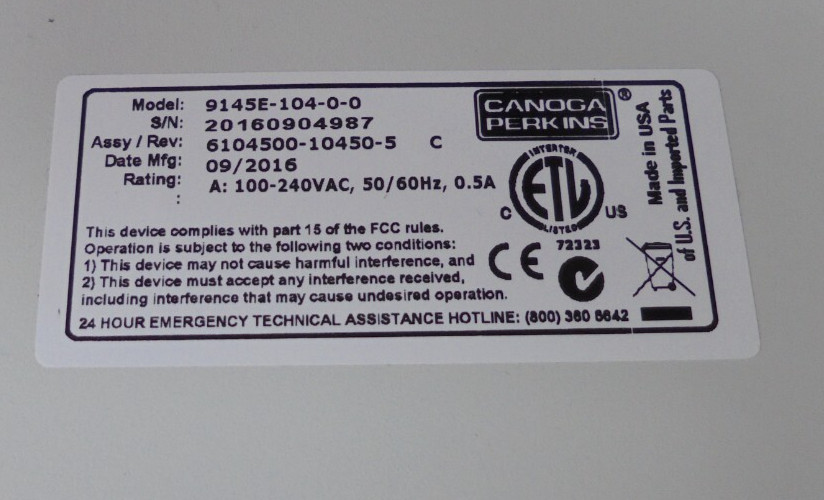 Model: 9145E-104-0-0
S/N: 20160904987
Assy / Rev: 6104500-10450-5 C
Date Mfg: 09/2016
Rating: A: 100-240VAC, 50/60Hz, 0.5A
:
CANOGA
PERKINS
®
INTERTEK
ETL
LISTED
C US
72323
CE
Made in USA
of U.S. and Imported Parts
This device complies with part 15 of the FCC rules.
Operation is subject to the following two conditions:
1) This device may not cause harmful interference, and
2) This device must accept any interference received,
including interference that may cause undesired operation.
24 HOUR EMERGENCY TECHNICAL ASSISTANCE HOTLINE: (800) 360 6642